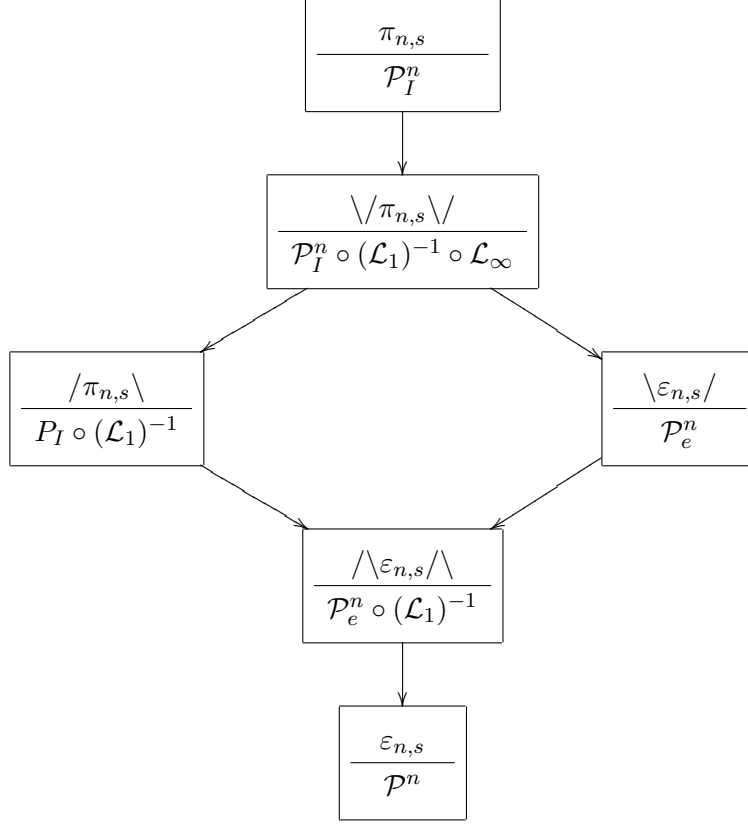 π_{n,s}
𝒫_I^n
\/π_{n,s}\/
𝒫_I^n ∘ (ℒ_1)^{-1} ∘ ℒ_∞
/π_{n,s}\
P_I ∘ (ℒ_1)^{-1}
\ε_{n,s}/
𝒫_e^n
/\ε_{n,s}/\
𝒫_e^n ∘ (ℒ_1)^{-1}
ε_{n,s}
𝒫^n